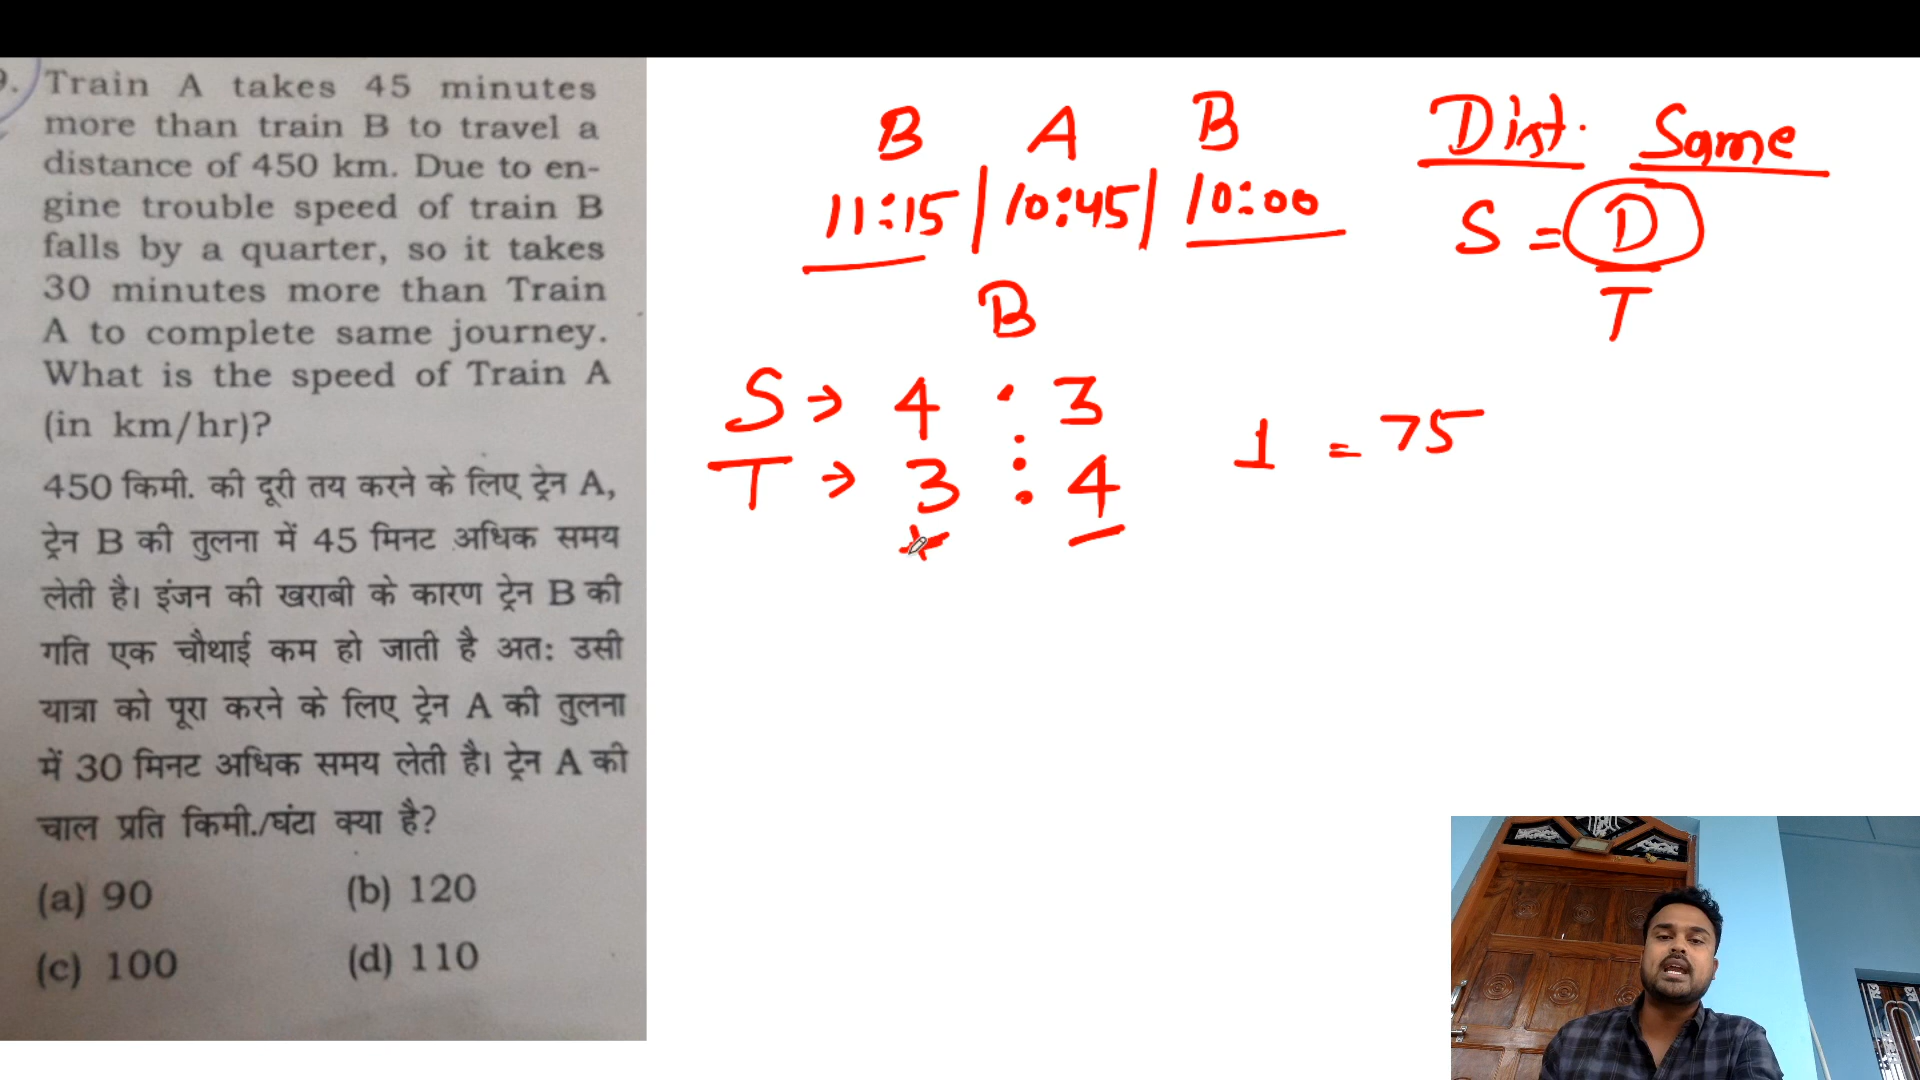 9. Train A takes 45 minutes
more than train B to travel a
distance of 450 km. Due to en-
gine trouble speed of train B
falls by a quarter, so it takes
30 minutes more than Train
A to complete same journey.
What is the speed of Train A
(in km/hr)?
450 किमी. की दूरी तय करने के लिए ट्रेन A,
ट्रेन B की तुलना में 45 मिनट अधिक समय
लेती है। इंजन की खराबी के कारण ट्रेन B की
गति एक चौथाई कम हो जाती है अत: उसी
यात्रा को पूरा करने के लिए ट्रेन A की तुलना
में 30 मिनट अधिक समय लेती है। ट्रेन A की
चाल प्रति किमी./घंटा क्या है?
(a) 90 (b) 120
(c) 100 (d) 110
B A B
11:15 | 10:45 | 10:00
B
S → 4 : 3
T → 3 : 4
1 = 75
Dist. Same
S = D
T